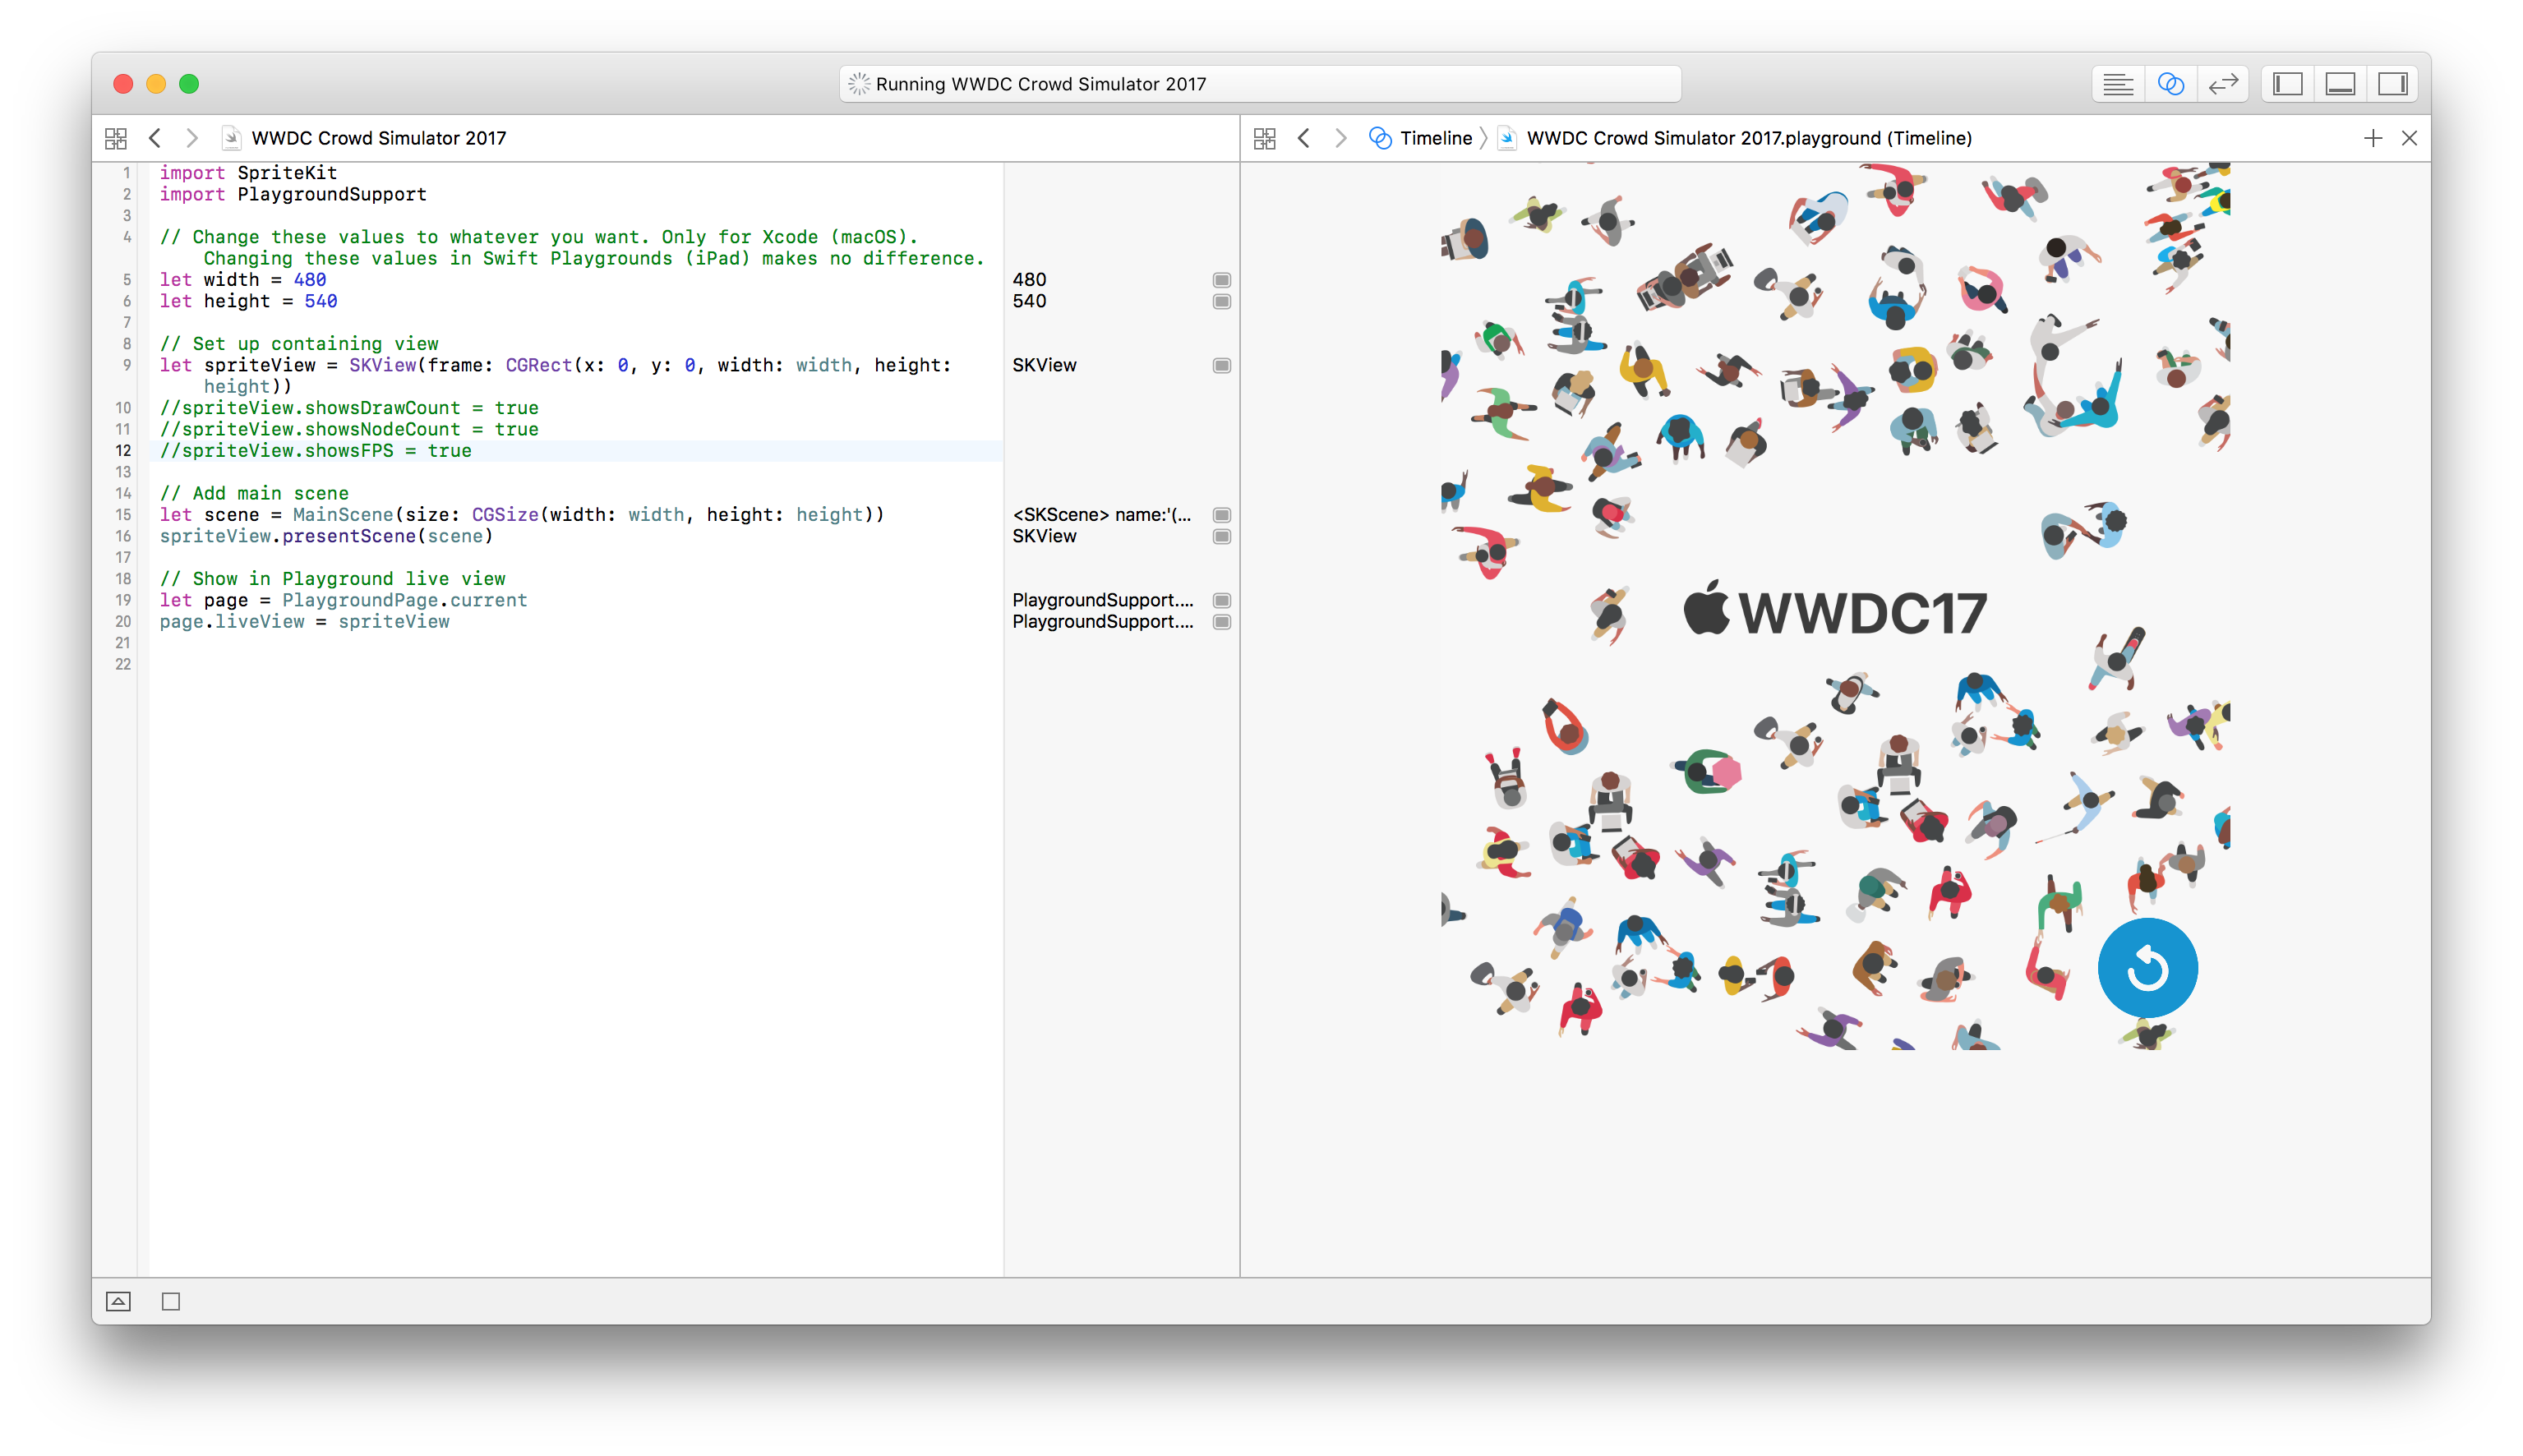 Running WWDC Crowd Simulator 2017
WWDC Crowd Simulator 2017
1 import SpriteKit
2 import PlaygroundSupport
3
4 // Change these values to whatever you want. Only for Xcode (macOS).
Changing these values in Swift Playgrounds (iPad) makes no difference.
5 let width = 480
6 let height = 540
7
8 // Set up containing view
9 let spriteView = SKView(frame: CGRect(x: 0, y: 0, width: width, height:
height))
10 //spriteView.showsDrawCount = true
11 //spriteView.showsNodeCount = true
12 //spriteView.showsFPS = true
13
14 // Add main scene
15 let scene = MainScene(size: CGSize(width: width, height: height))
16 spriteView.presentScene(scene)
17
18 // Show in Playground live view
19 let page = PlaygroundPage.current
20 page.liveView = spriteView
21
22
480
540
SKView
<SKScene> name:'(...
SKView
PlaygroundSupport....
PlaygroundSupport....
Timeline 〉 WWDC Crowd Simulator 2017.playground (Timeline)
WWDC17